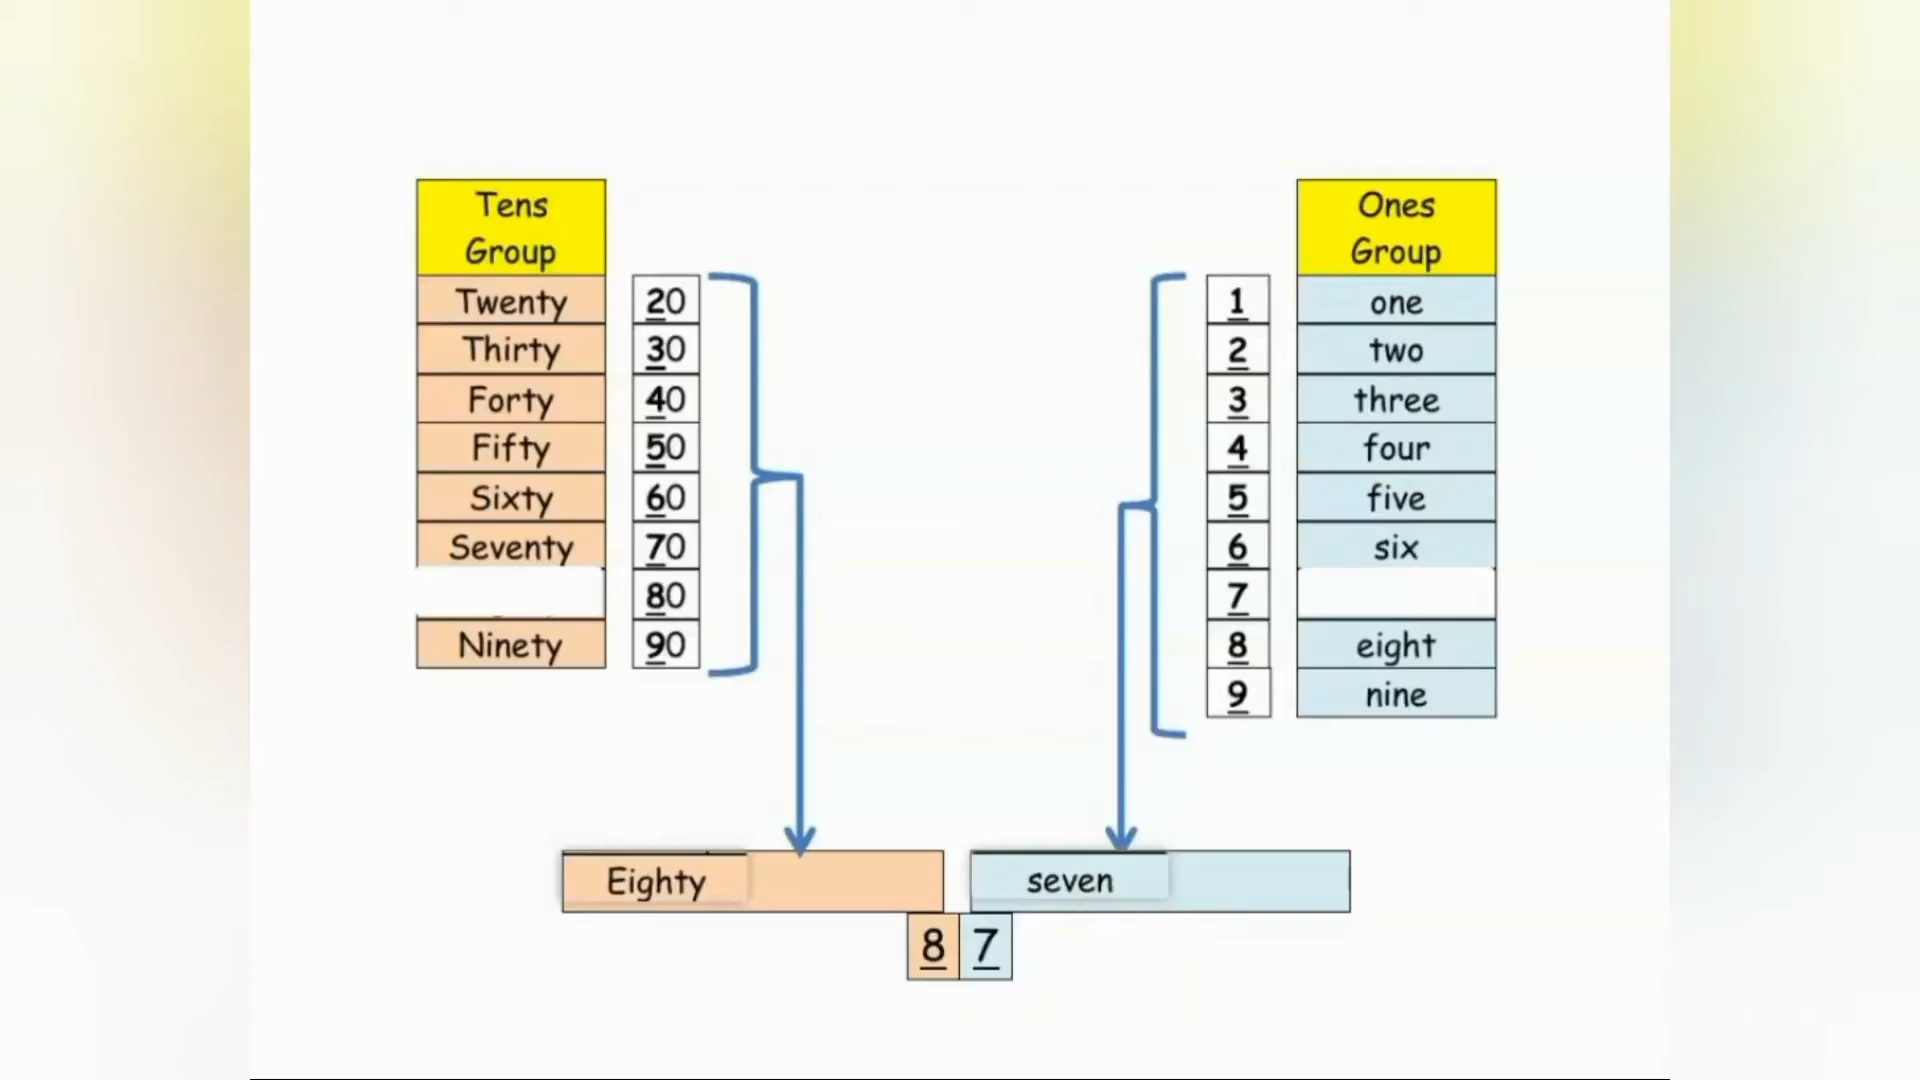 Tens
Group
Twenty 20
Thirty 30
Forty 40
Fifty 50
Sixty 60
Seventy 70
80
Ninety 90
Ones
Group
1 one
2 two
3 three
4 four
5 five
6 six
7
8 eight
9 nine
Eighty seven
8 7